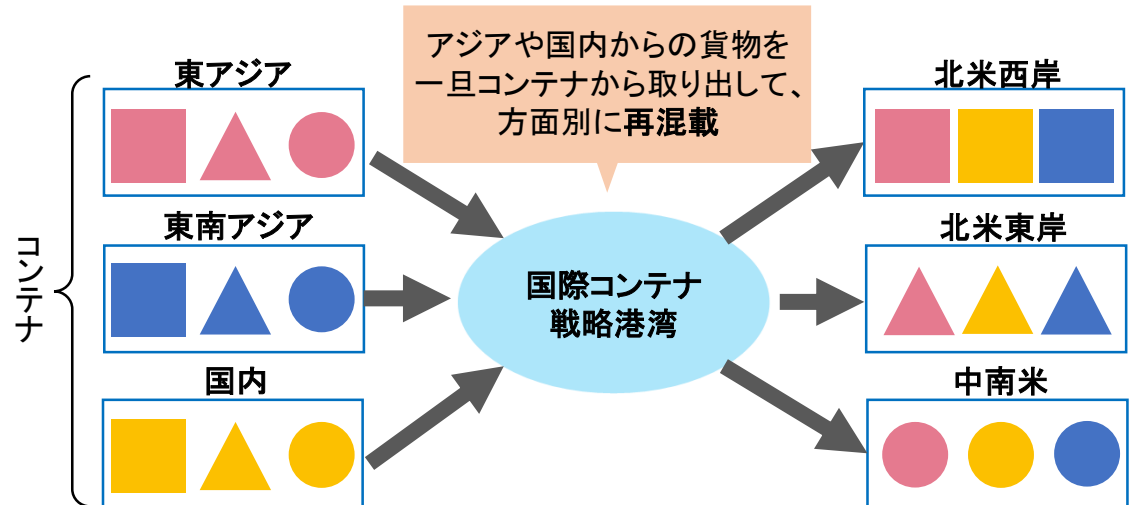 アジアや国内からの貨物を
一旦コンテナから取り出して、
方面別に再混載
コンテナ
東アジア
東南アジア
国内
国際コンテナ
戦略港湾
北米西岸
北米東岸
中南米